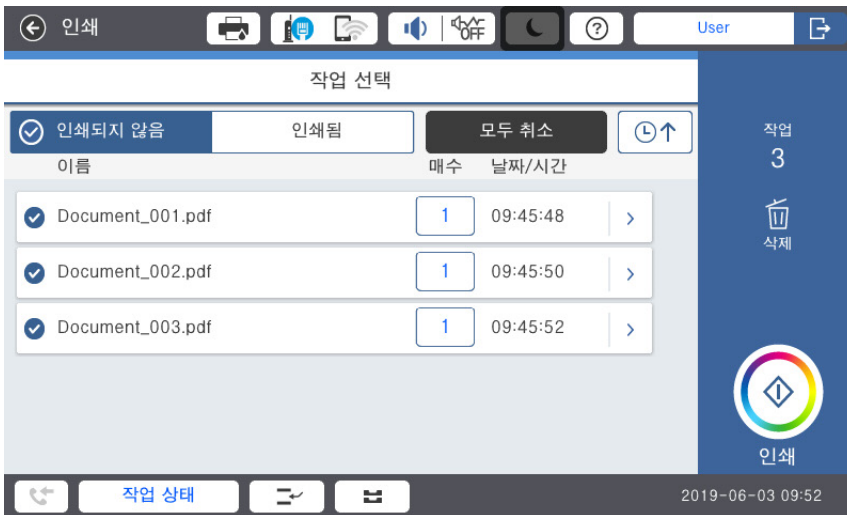 인쇄 OFF ? User
작업 선택
인쇄되지 않음 인쇄됨 모두 취소
이름 매수 날짜/시간
Document_001.pdf 1 09:45:48
Document_002.pdf 1 09:45:50
Document_003.pdf 1 09:45:52
작업
3
삭제
인쇄
작업 상태 2019-06-03 09:52